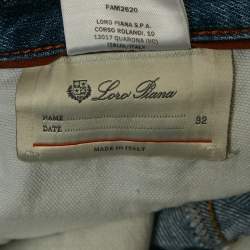 FAM2620
LORO PIANA S.P.A.
CORSO ROLANDI, 10
13017 QUARONA (VC)
ITALIA/ITALY
Loro Piana
NAME
DATE
32
MADE IN ITALY